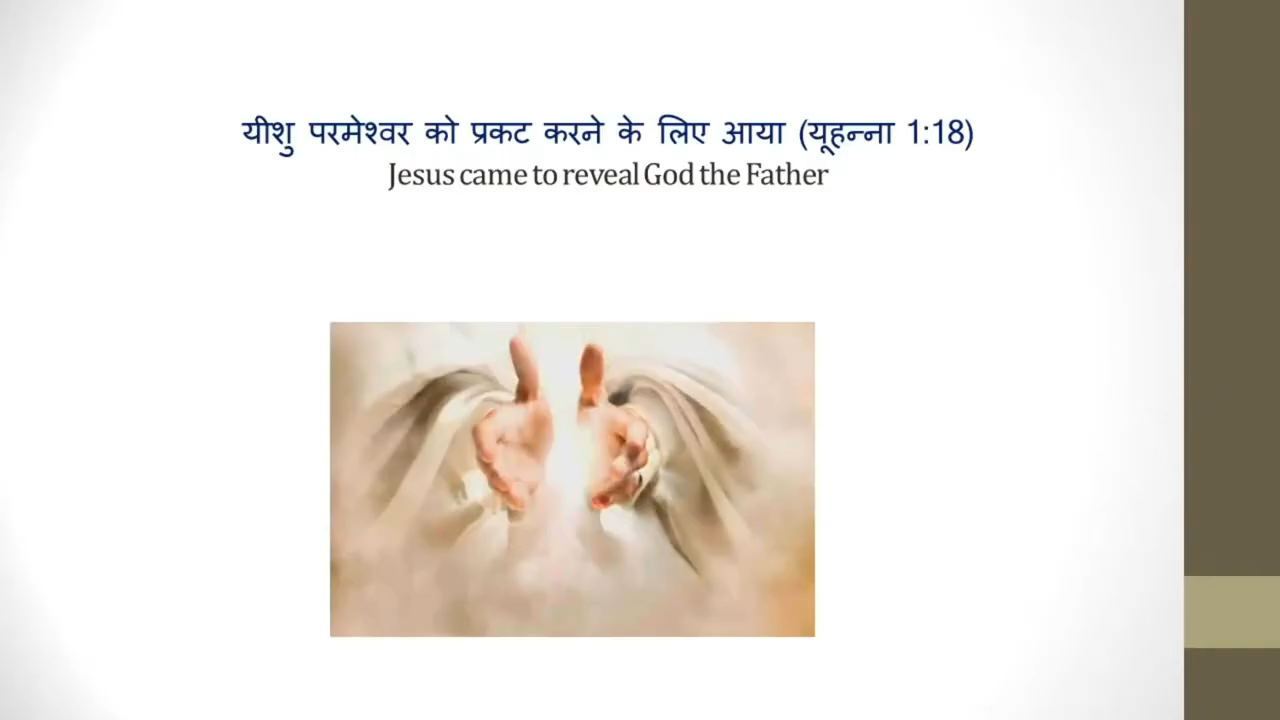 यीशु परमेश्वर को प्रकट करने के लिए आया (यूहन्ना 1:18)
Jesus came to reveal God the Father